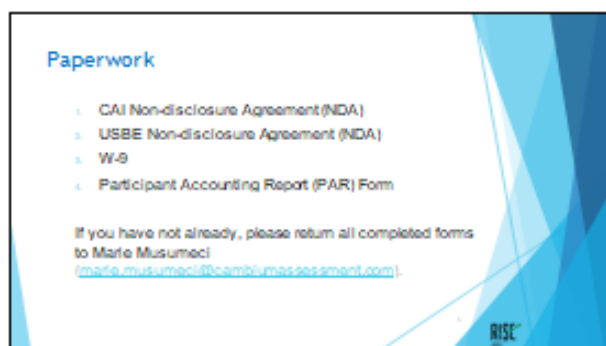 Paperwork
1. CAI Non-disclosure Agreement (NDA)
2. USBE Non-disclosure Agreement (NDA)
3. W-9
4. Participant Accounting Report (PAR) Form
If you have not already, please return all completed forms
to Marie Musumeci
(marie.musumeci@cambiumassessment.com).
RISE